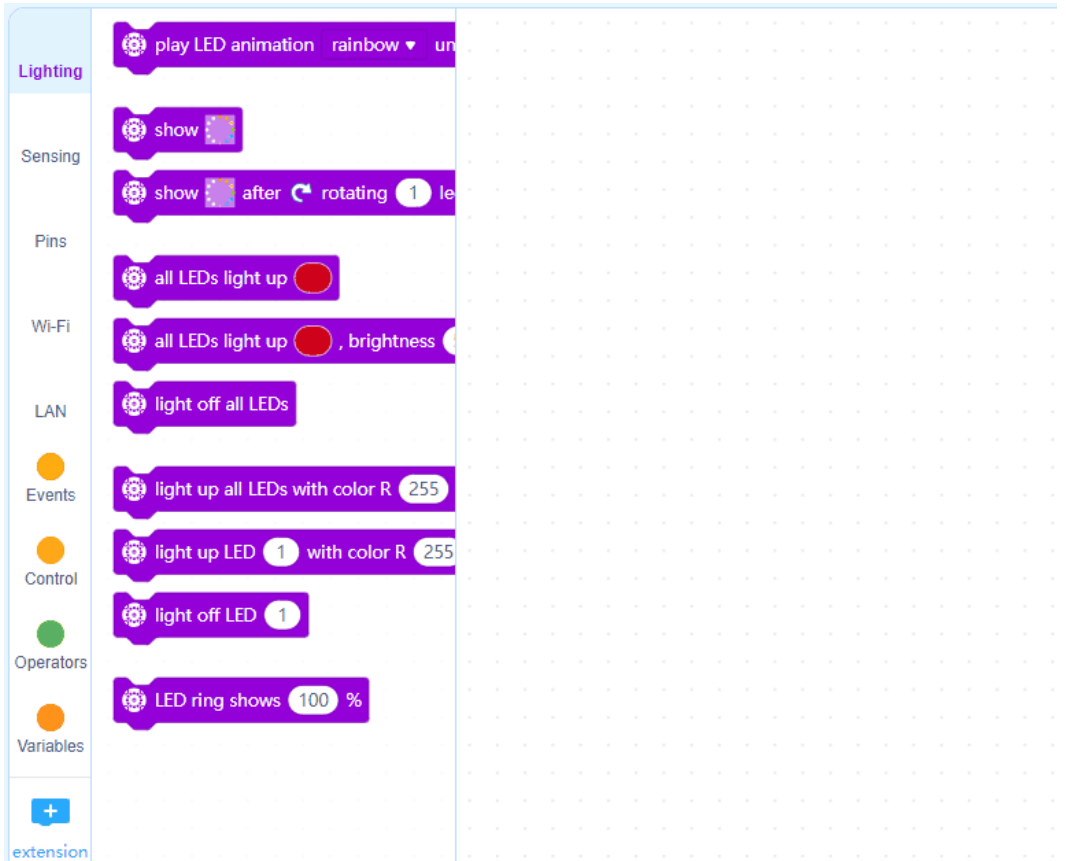 Lighting
Sensing
Pins
Wi-Fi
LAN
Events
Control
Operators
Variables
+
extension
play LED animation rainbow un
show
show after rotating 1 le
all LEDs light up
all LEDs light up , brightness
light off all LEDs
light up all LEDs with color R 255
light up LED 1 with color R 255
light off LED 1
LED ring shows 100 %